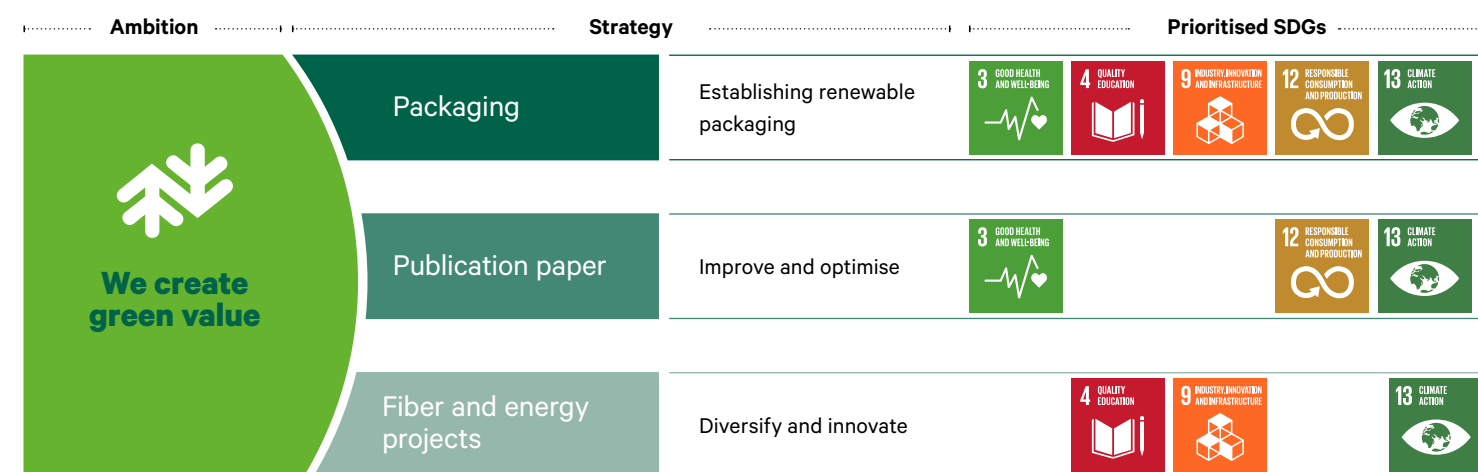 Ambition
Strategy
Prioritised SDGs
We create
green value
Packaging
Establishing renewable
packaging
3 GOOD HEALTH
AND WELL-BEING
4 QUALITY
EDUCATION
9 INDUSTRY, INNOVATION
AND INFRASTRUCTURE
12 RESPONSIBLE
CONSUMPTION
AND PRODUCTION
13 CLIMATE
ACTION
Publication paper
Improve and optimise
3 GOOD HEALTH
AND WELL-BEING
12 RESPONSIBLE
CONSUMPTION
AND PRODUCTION
13 CLIMATE
ACTION
Fiber and energy
projects
Diversify and innovate
4 QUALITY
EDUCATION
9 INDUSTRY, INNOVATION
AND INFRASTRUCTURE
13 CLIMATE
ACTION